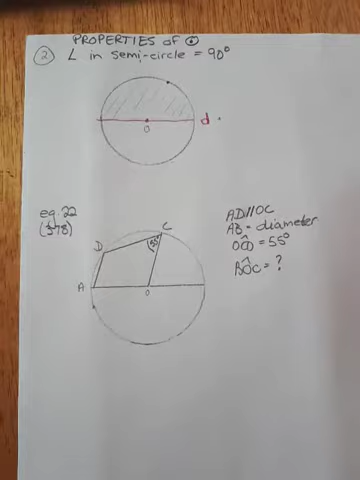 PROPERTIES of ⊙
② L in semi-circle = 90°
O
d
eg. 22
(378)
AD//OC
AB = diameter
OĈD = 55°
BÔC = ?
C
55°
D
A
O